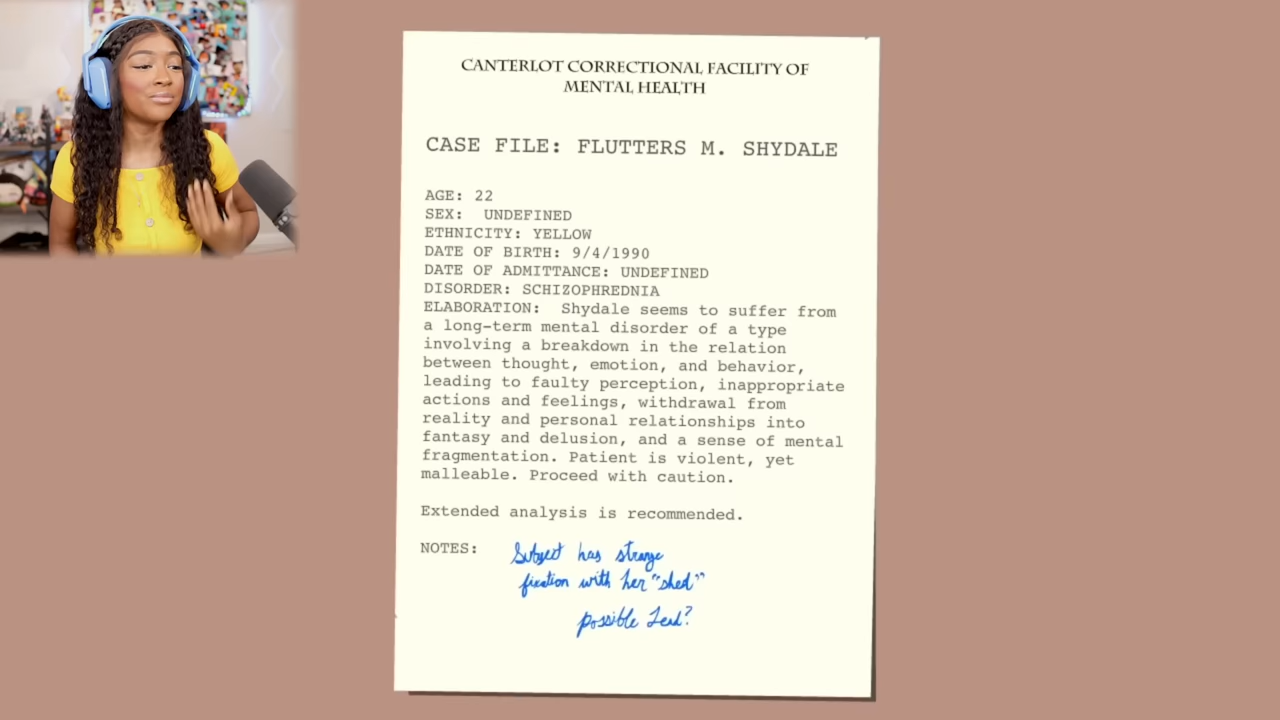 CANTERLOT CORRECTIONAL FACILITY OF
MENTAL HEALTH
CASE FILE: FLUTTERS M. SHYDALE
AGE: 22
SEX: UNDEFINED
ETHNICITY: YELLOW
DATE OF BIRTH: 9/4/1990
DATE OF ADMITTANCE: UNDEFINED
DISORDER: SCHIZOPHREDNIA
ELABORATION: Shydale seems to suffer from
a long-term mental disorder of a type
involving a breakdown in the relation
between thought, emotion, and behavior,
leading to faulty perception, inappropriate
actions and feelings, withdrawal from
reality and personal relationships into
fantasy and delusion, and a sense of mental
fragmentation. Patient is violent, yet
malleable. Proceed with caution.
Extended analysis is recommended.
NOTES: Subject has strange
fixation with her "shed"
possible Lead?